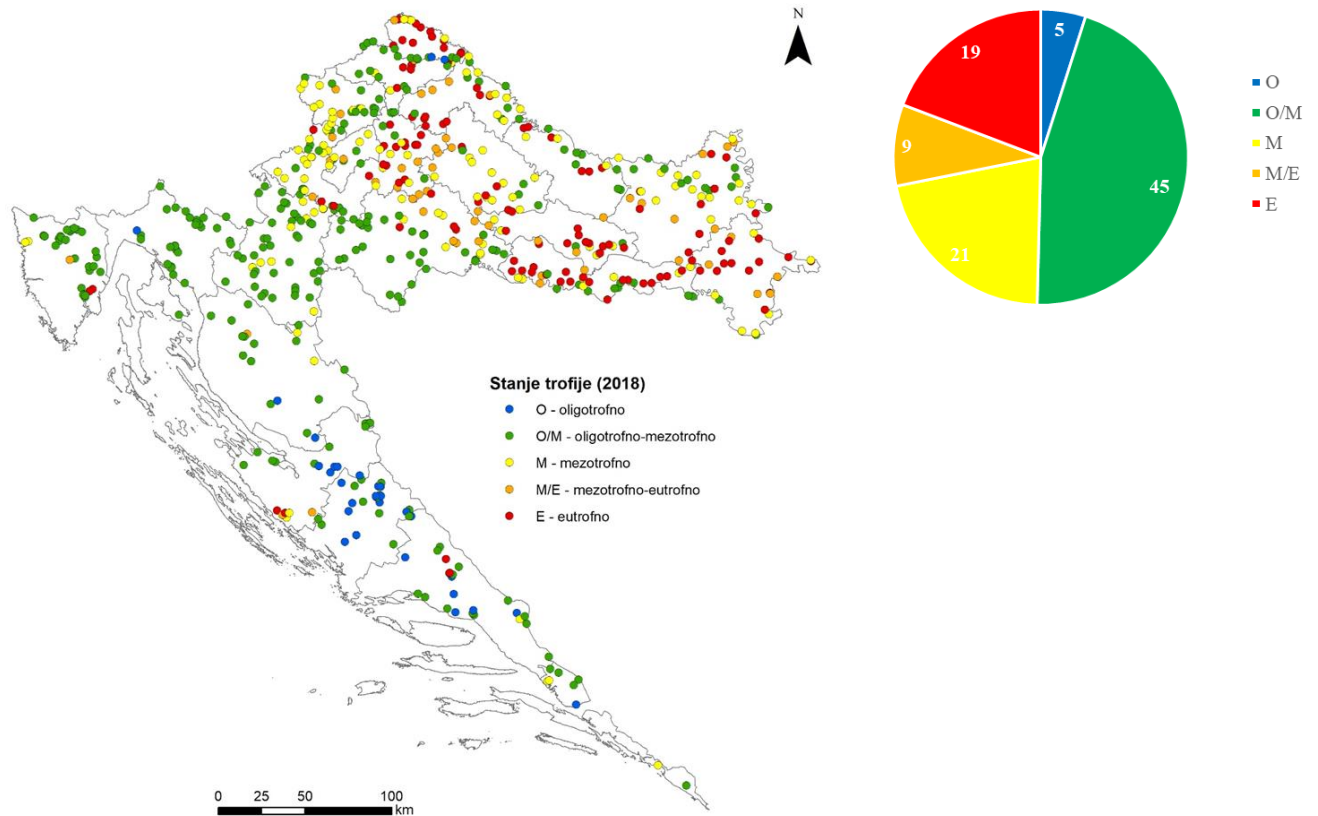 N
Stanje trofije (2018)
O - oligotrofno
O/M - oligotrofno-mezotrofno
M - mezotrofno
M/E - mezotrofno-eutrofno
E - eutrofno
0 25 50 100
km
5
45
21
9
19
O
O/M
M
M/E
E